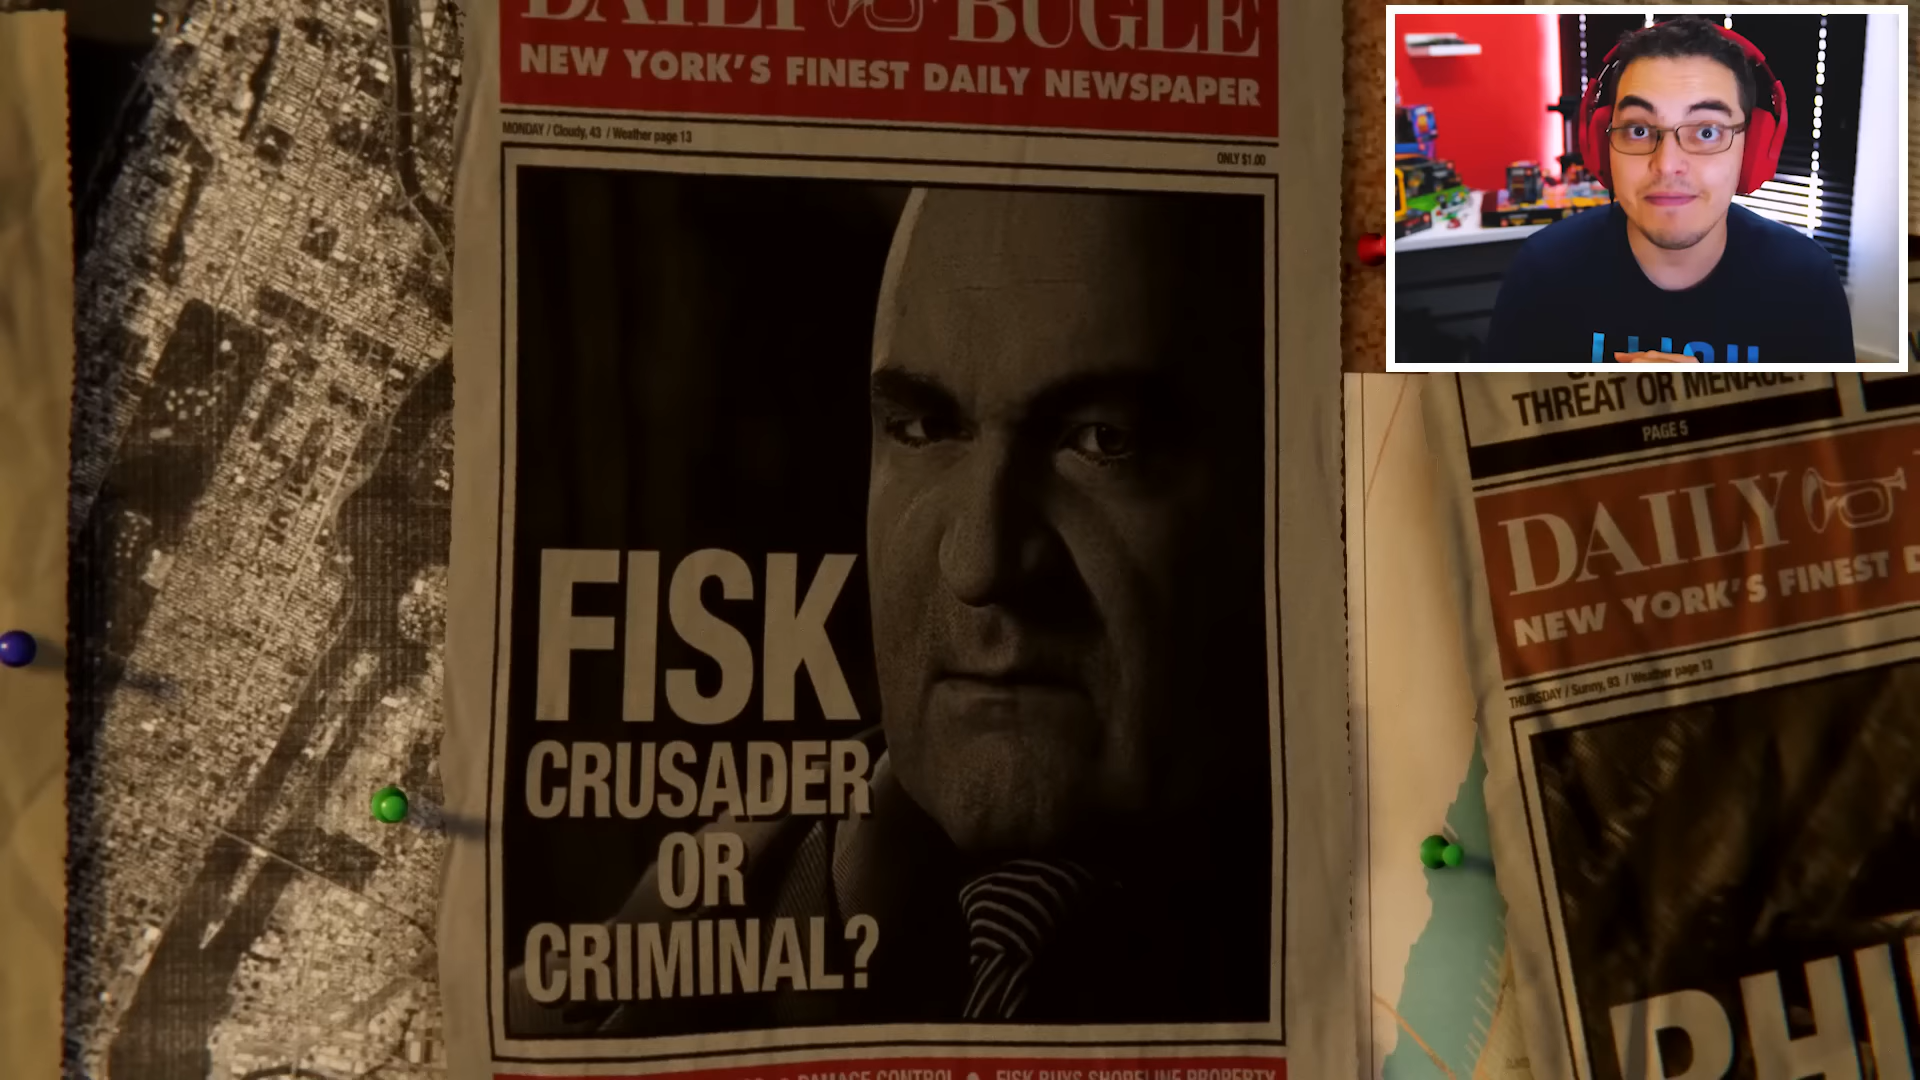 DAILY BUGLE
NEW YORK'S FINEST DAILY NEWSPAPER
MONDAY / Cloudy, 43 / Weather page 13
ONLY $1.00
FISK
CRUSADER
OR
CRIMINAL?
DAMAGE CONTROL • FISK BUYS SHORELINE PROPERTY
THREAT OR MENACE?
PAGE 5
DAILY
NEW YORK'S FINEST
THURSDAY / Sunny, 93 / Weather page 13